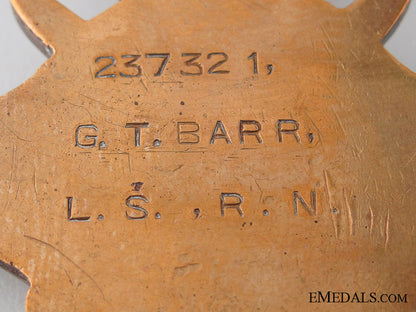 237321,
G. T. BARR,
L. S. , R. N.
EMEDALS.COM